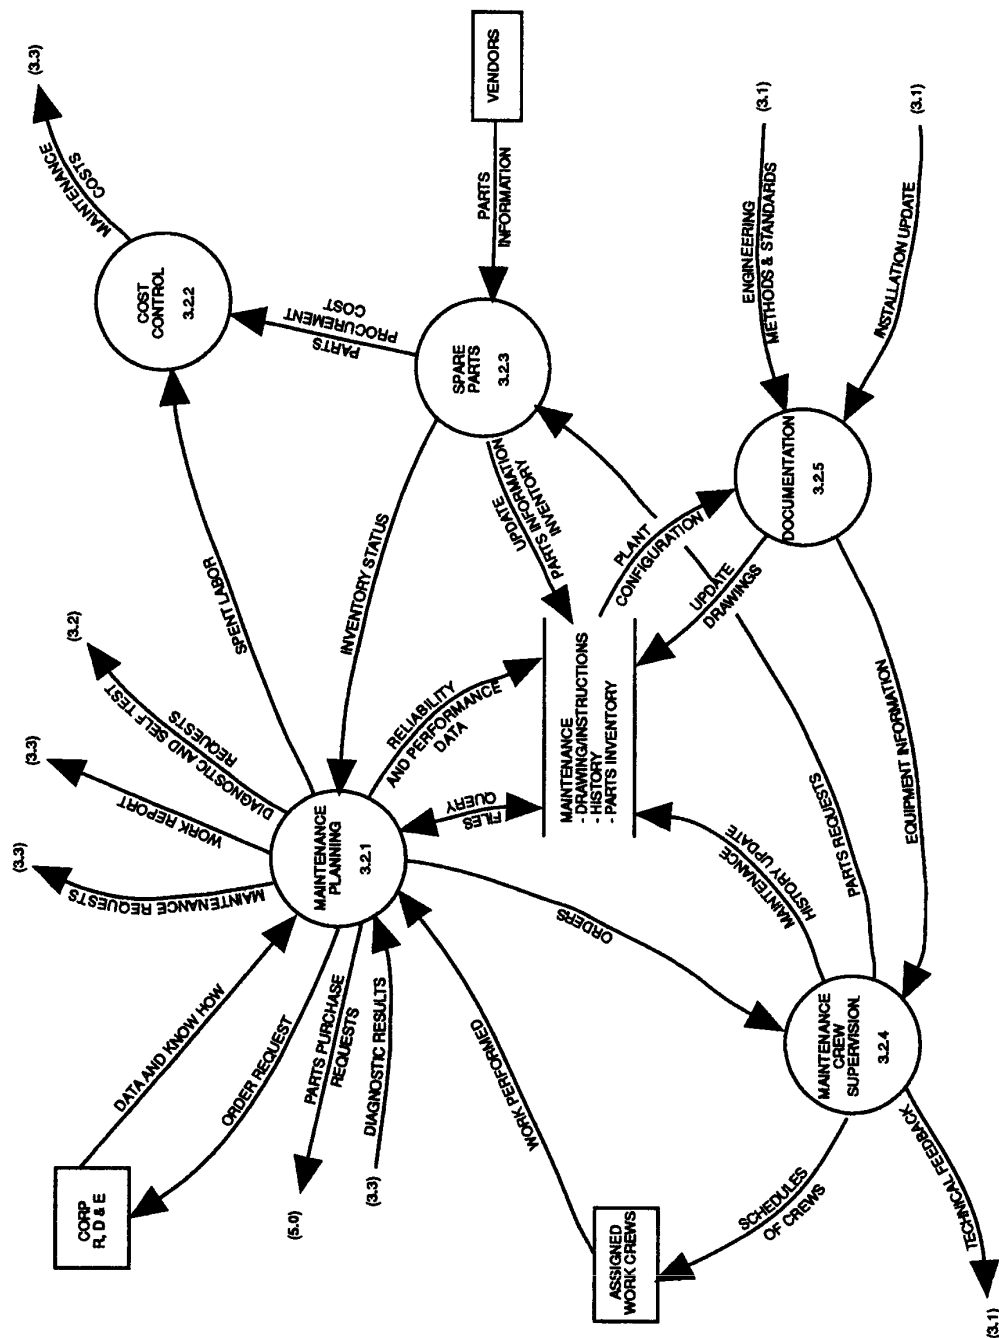 CORP
R, D & E
DATA AND KNOW HOW
ORDER REQUEST
(5.0)
PARTS PURCHASE
REQUESTS
(3.3)
DIAGNOSTIC RESULTS
(3.3)
MAINTENANCE REQUESTS
(3.3)
WORK REPORT
(3.2)
DIAGNOSTIC AND SELF TEST
REQUESTS
MAINTENANCE
PLANNING
3.2.1
SPENT LABOR
COST
CONTROL
3.2.2
MAINTENANCE
COSTS
(3.3)
INVENTORY STATUS
PARTS
PROCUREMENT
COST
SPARE
PARTS
3.2.3
PARTS
INFORMATION
VENDORS
FILES
QUERY
RELIABILITY
AND PERFORMANCE
DATA
UPDATE
PARTS INFORMATION
INVENTORY
INFORMATION
MAINTENANCE
- DRAWING/INSTRUCTIONS
- HISTORY
- PARTS INVENTORY
PLANT
CONFIGURATION
UPDATE
DRAWINGS
ENGINEERING
METHODS & STANDARDS
(3.1)
INSTALLATION UPDATE
(3.1)
DOCUMENTATION
3.2.5
ORDERS
WORK PERFORMED
ASSIGNED
WORK CREWS
SCHEDULES
OF CREWS
MAINTENANCE
HISTORY UPDATE
PARTS REQUESTS
EQUIPMENT INFORMATION
MAINTENANCE
CREW
SUPERVISION
3.2.4
TECHNICAL FEEDBACK
(3.1)